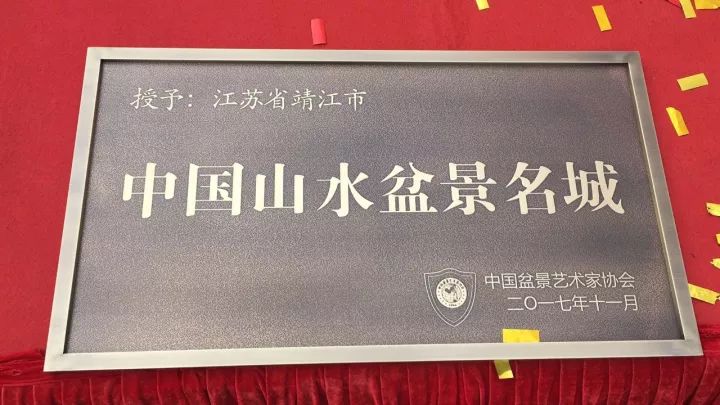 授予：江苏省靖江市
中国山水盆景名城
中国盆景艺术家协会
二〇一七年十一月